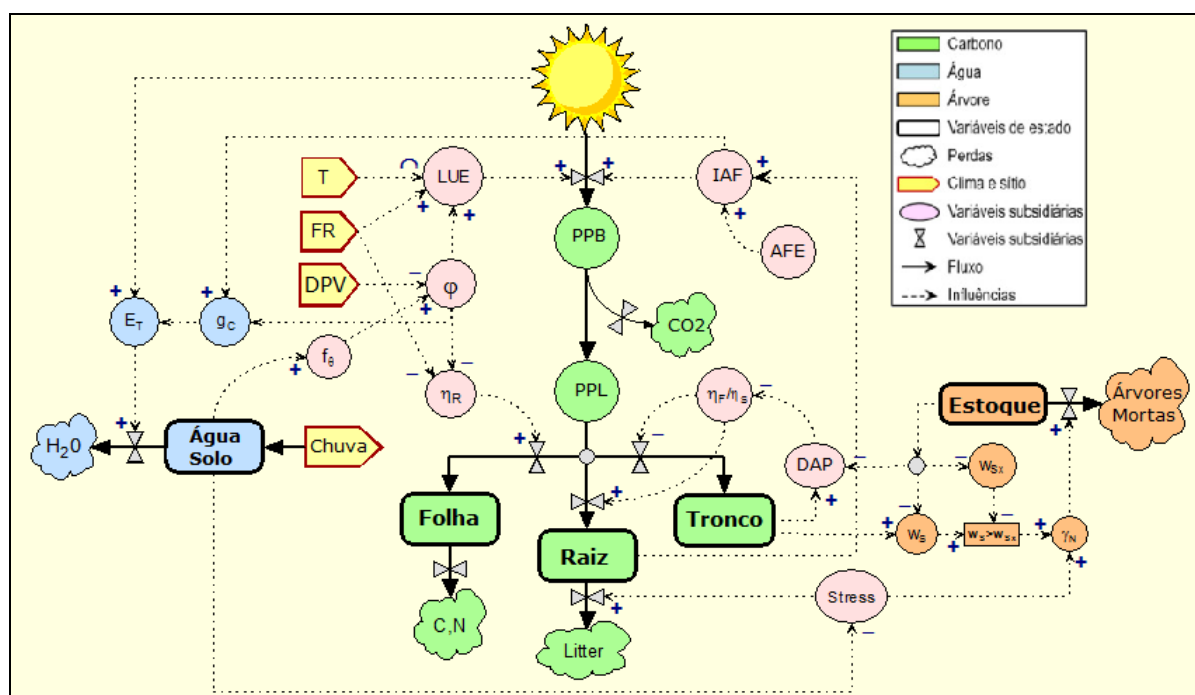 Carbono
Água
Árvore
Variáveis de estado
Perdas
Clima e sítio
Variáveis subsidiárias
Variáveis subsidiárias
Fluxo
Influências
T
LUE
+
+
IAF
+
+
+
+
FR
PPB
AFE
DPV
−
φ
+
+
+
E_T
g_C
CO2
f_θ
+
−
−
η_R
PPL
η_F/η_s
−
Estoque
Árvores
Mortas
+
+
−
+
H₂0
Água
Solo
Chuva
DAP
−
−
w_Sx
+
+
−
−
Folha
Tronco
+
w_S
+
w_S>w_Sx
+
γ_N
+
Raiz
Stress
+
−
C,N
Litter